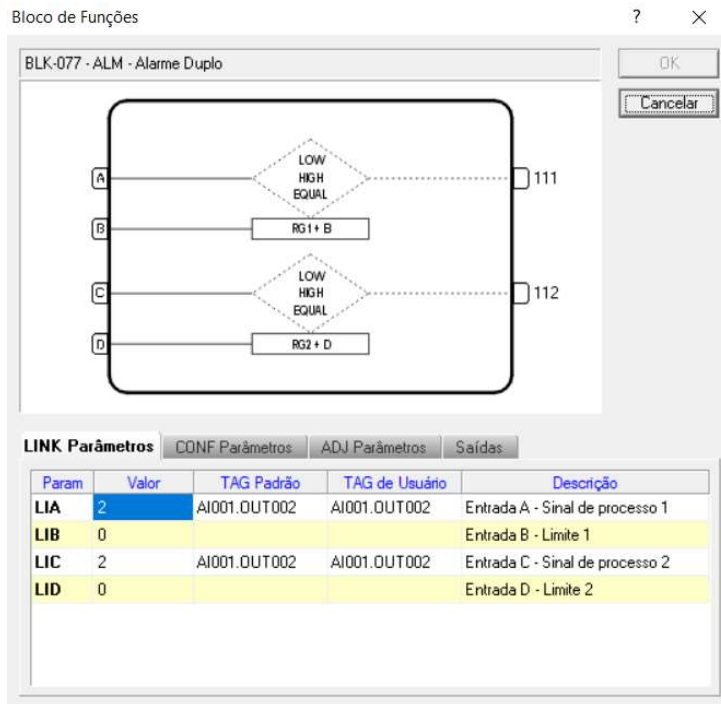 Bloco de Funções ? ×
BLK-077 - ALM - Alarme Duplo
OK
Cancelar
LOW
HIGH
EQUAL
A
111
B
RG1+ B
LOW
HIGH
EQUAL
C
112
D
RG2 + D
LINK Parâmetros CONF Parâmetros ADJ Parâmetros Saídas
Param Valor TAG Padrão TAG de Usuário Descrição
LIA 2 AI001.OUT002 AI001.OUT002 Entrada A - Sinal de processo 1
LIB 0 Entrada B - Limite 1
LIC 2 AI001.OUT002 AI001.OUT002 Entrada C - Sinal de processo 2
LID 0 Entrada D - Limite 2